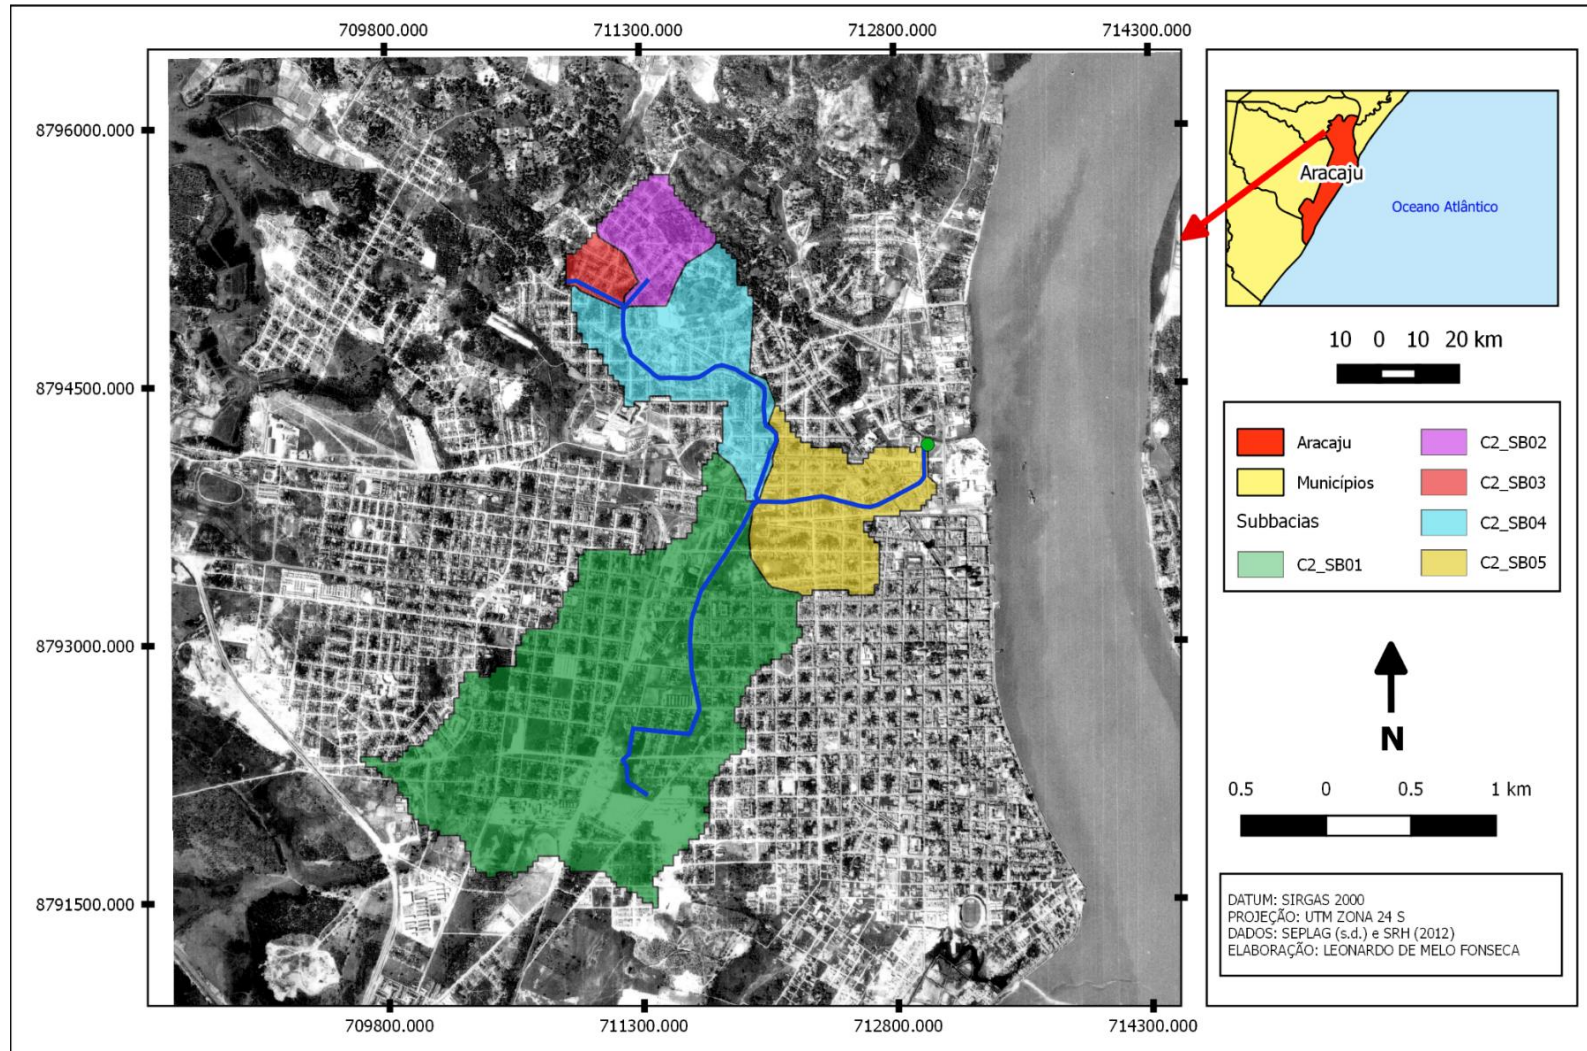 709800.000 711300.000 712800.000 714300.000
8796000.000
8794500.000
8793000.000
8791500.000
709800.000 711300.000 712800.000 714300.000
Aracaju
Oceano Atlântico
10 0 10 20 km
Aracaju
Municípios
Subbacias
C2_SB01
C2_SB02
C2_SB03
C2_SB04
C2_SB05
N
0.5 0 0.5 1 km
DATUM: SIRGAS 2000
PROJEÇÃO: UTM ZONA 24 S
DADOS: SEPLAG (s.d.) e SRH (2012)
ELABORAÇÃO: LEONARDO DE MELO FONSECA